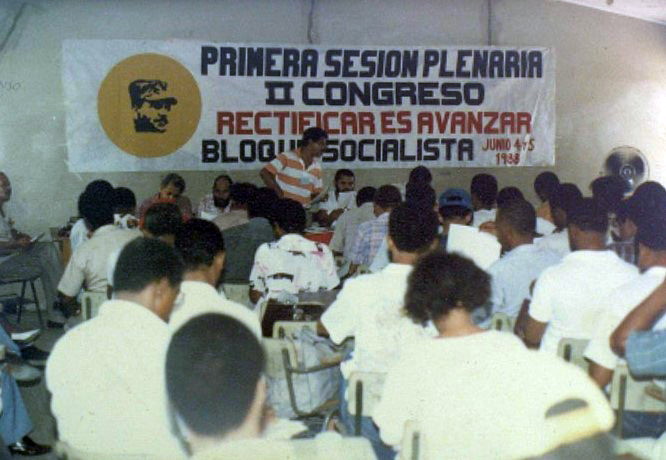 PRIMERA SESION PLENARIA
II CONGRESO
RECTIFICAR ES AVANZAR
BLOQUE SOCIALISTA JUNIO 4 Y 5
1988